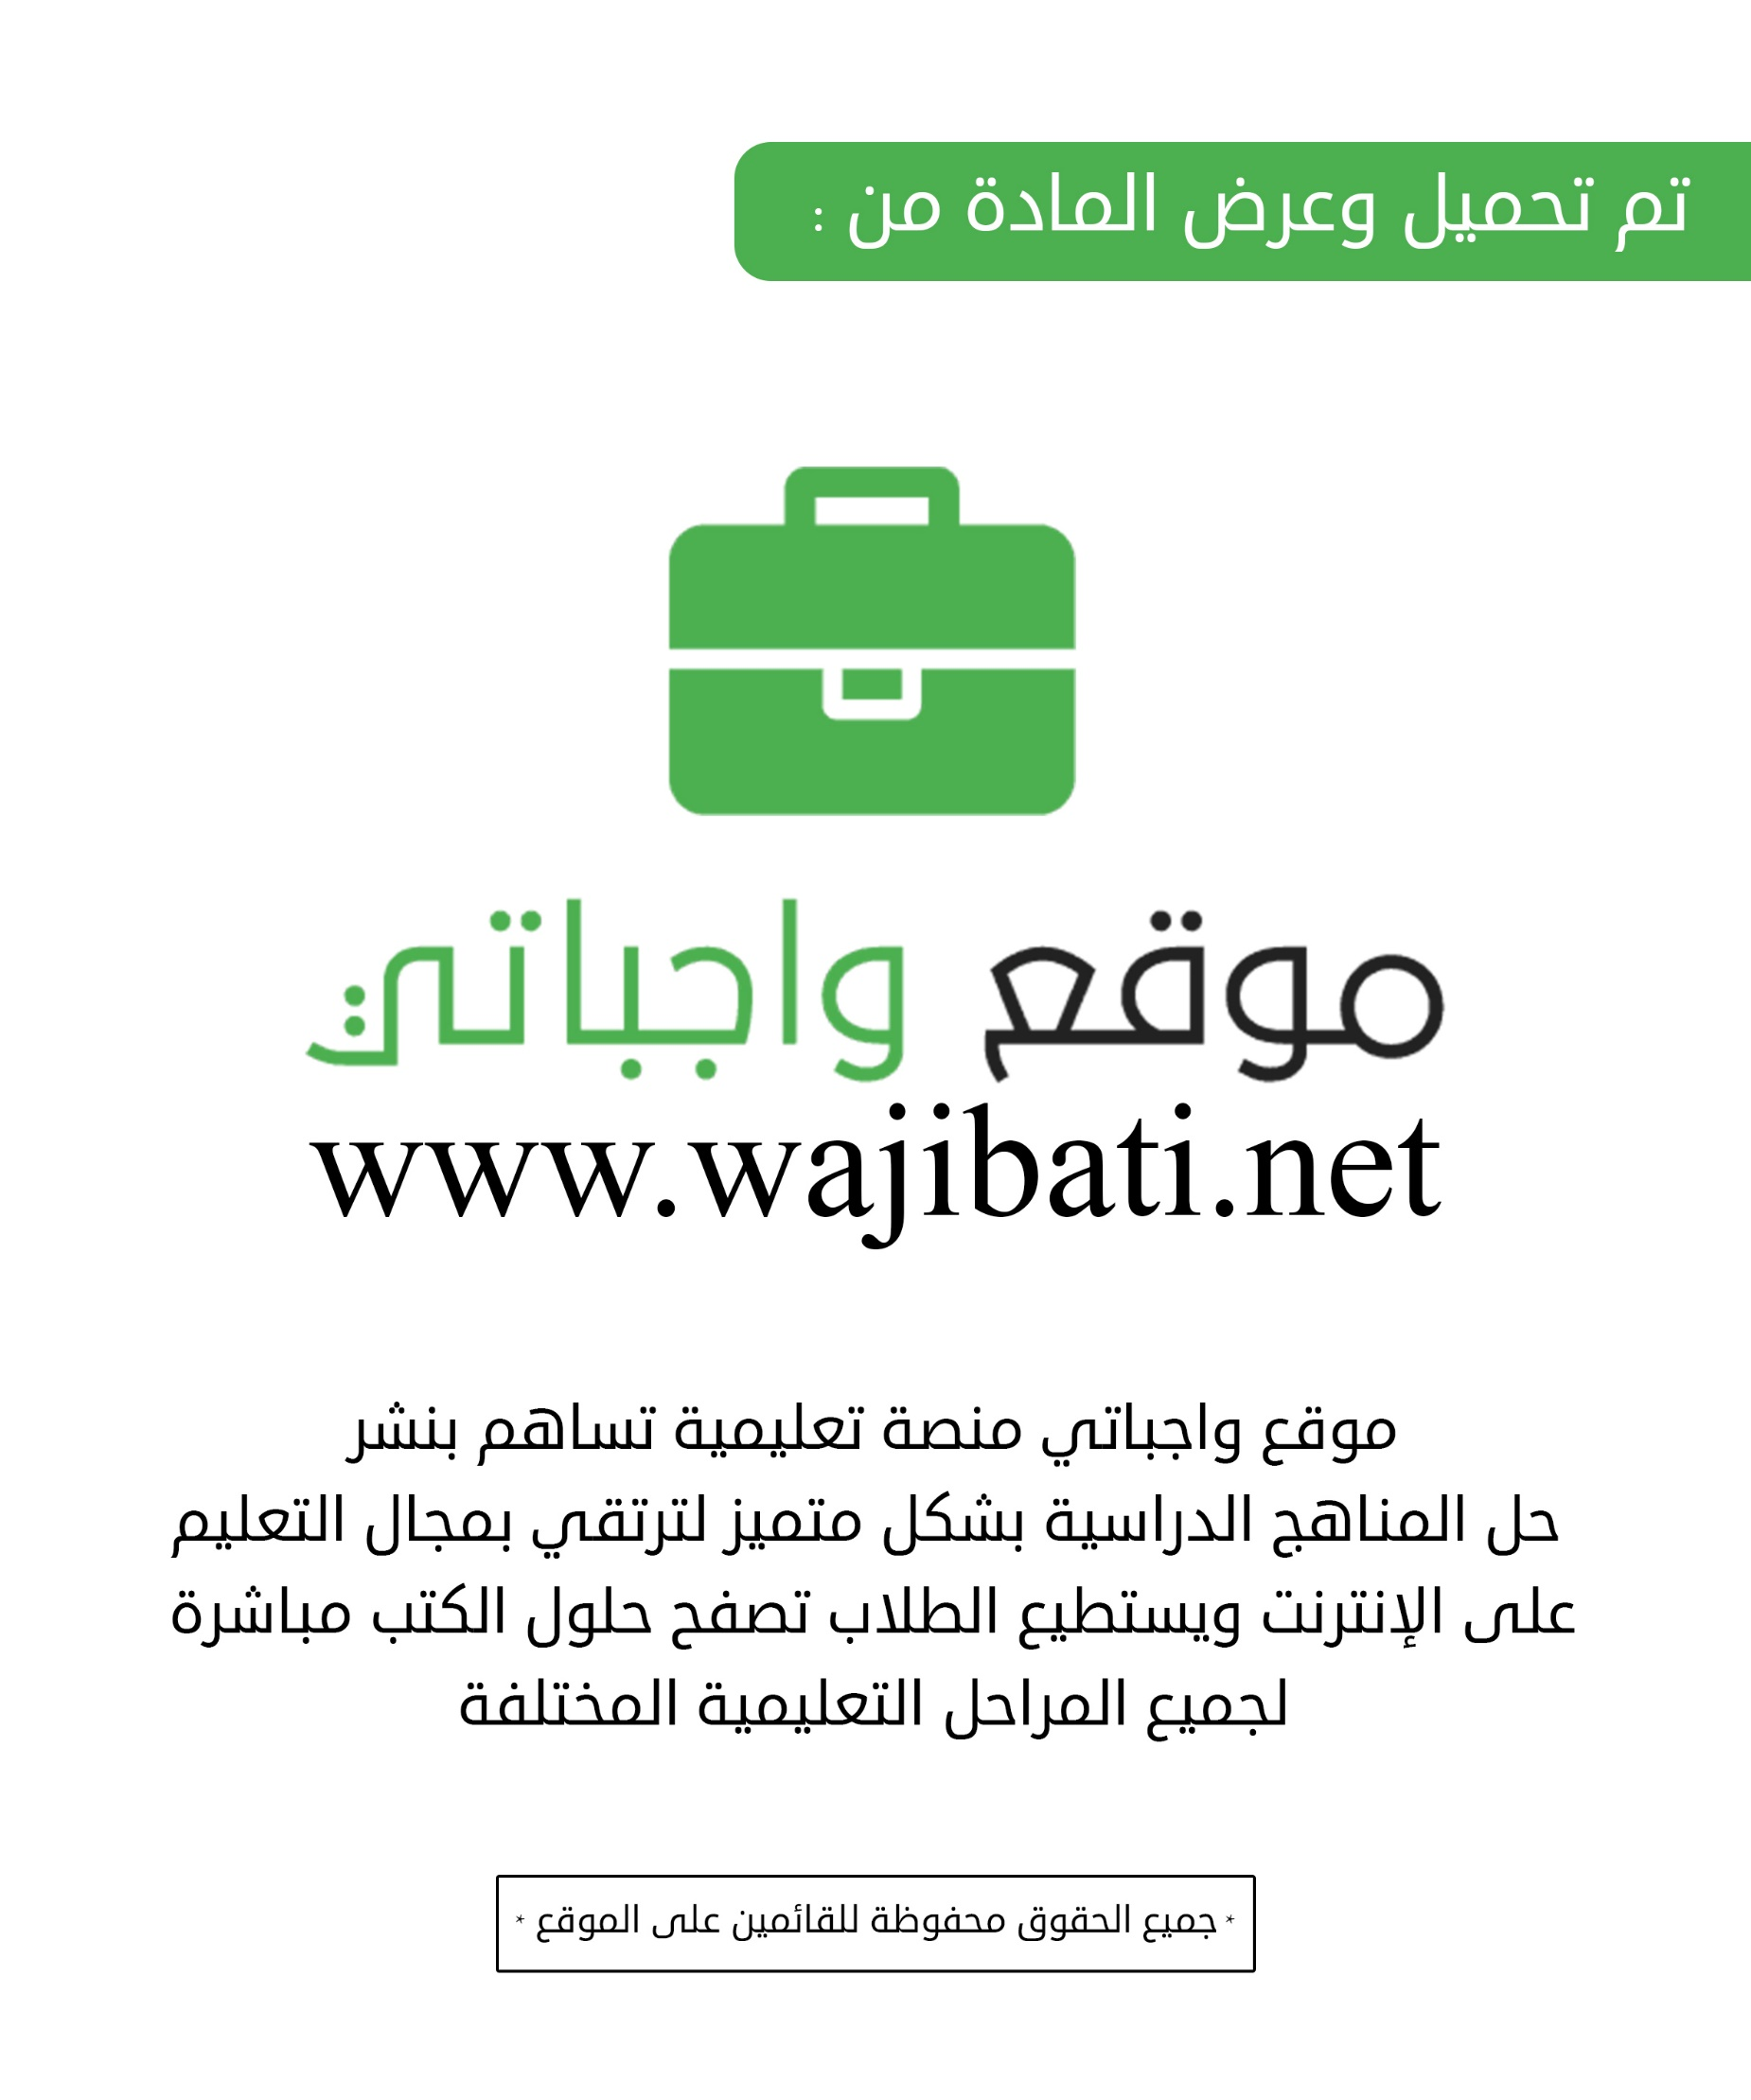 تم تحميل وعرض المادة من :
موقع واجباتي
www.wajibati.net
موقع واجباتي منصة تعليمية تساهم بنشر
حل المناهج الدراسية بشكل متميز لترتقي بمجال التعليم
على الإنترنت ويستطيع الطلاب تصفح حلول الكتب مباشرة
لجميع المراحل التعليمية المختلفة
* جميع الحقوق محفوظة للقائمين على الموقع *